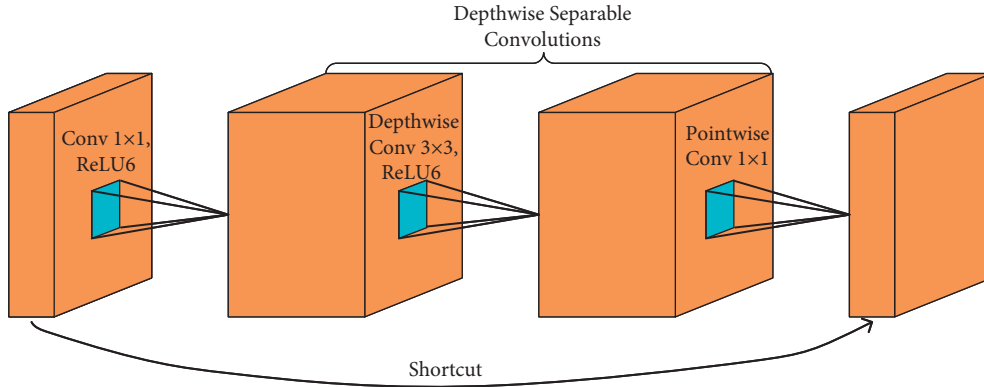 Depthwise Separable
Convolutions
Conv 1×1,
ReLU6
Depthwise
Conv 3×3,
ReLU6
Pointwise
Conv 1×1
Shortcut